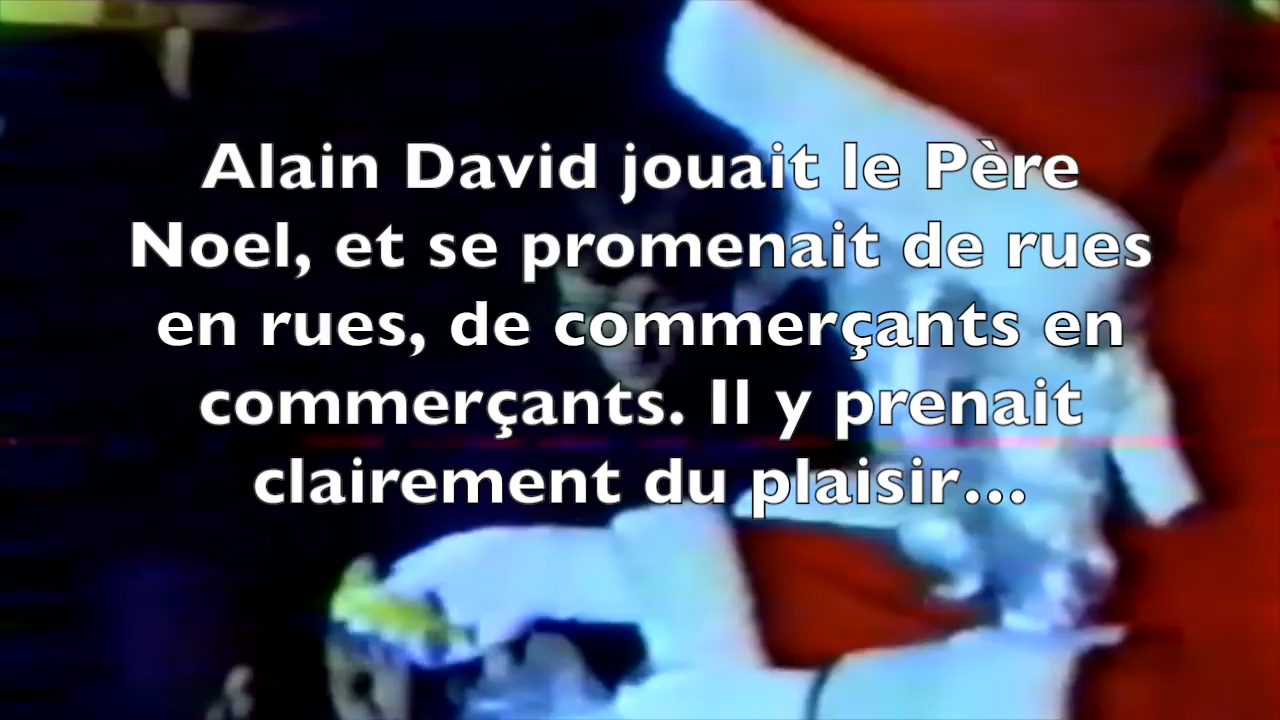 Alain David jouait le Père
Noel, et se promenait de rues
en rues, de commerçants en
commerçants. Il y prenait
clairement du plaisir...